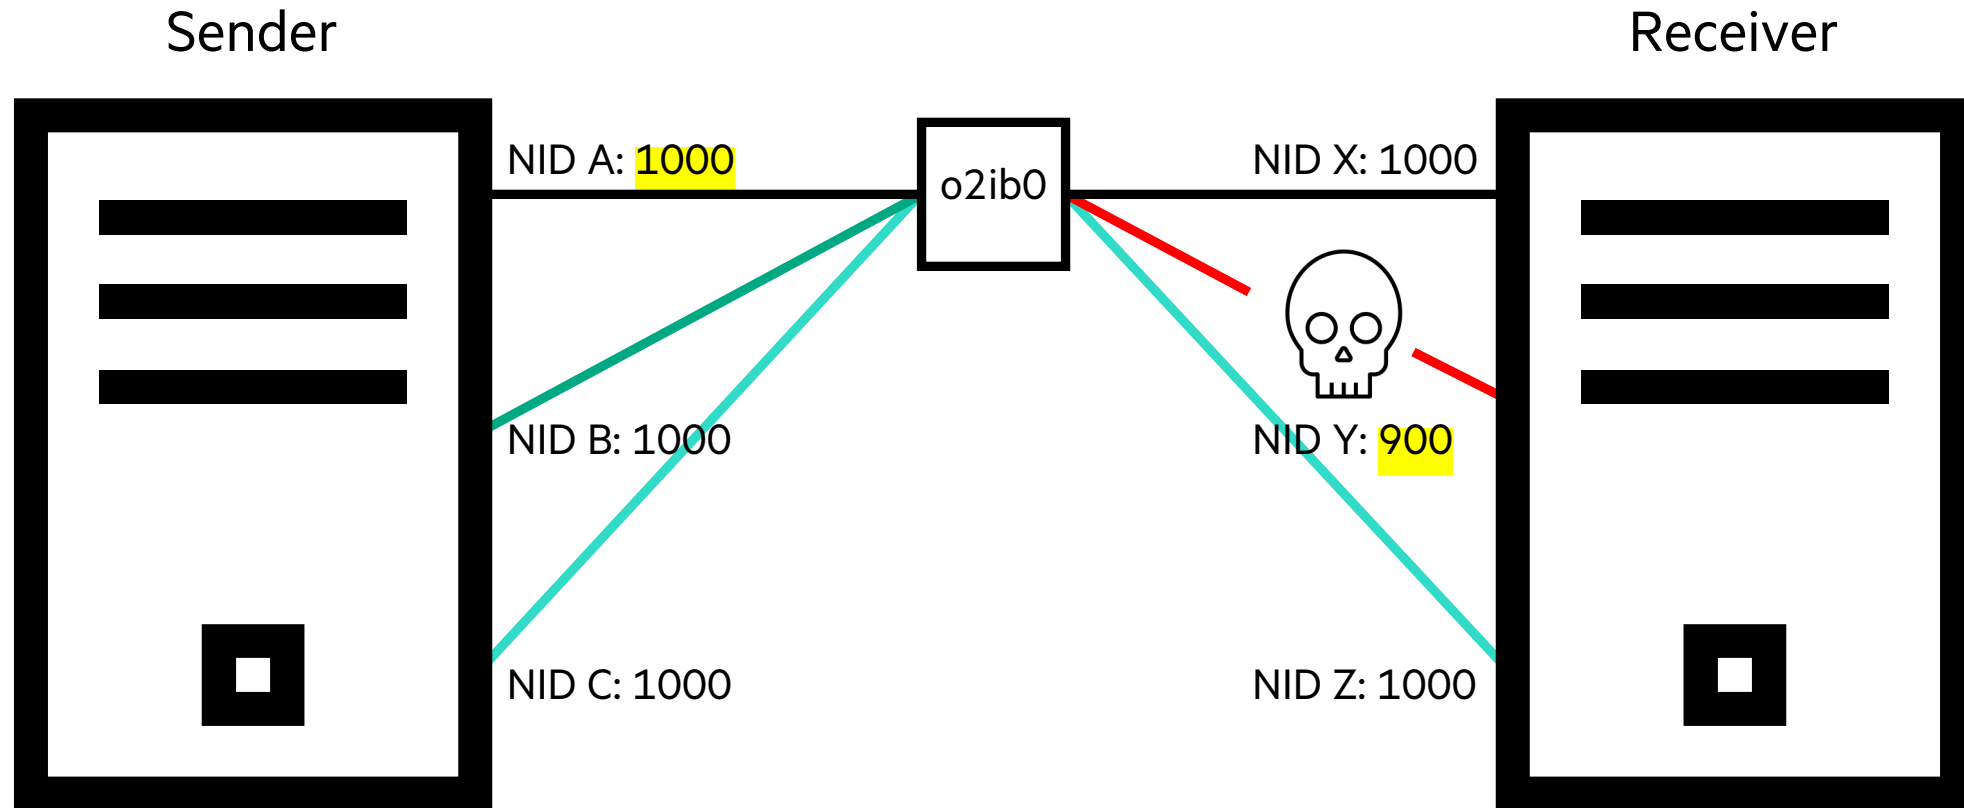 Sender
Receiver
NID A: 1000
o2ib0
NID X: 1000
NID B: 1000
NID Y: 900
NID C: 1000
NID Z: 1000